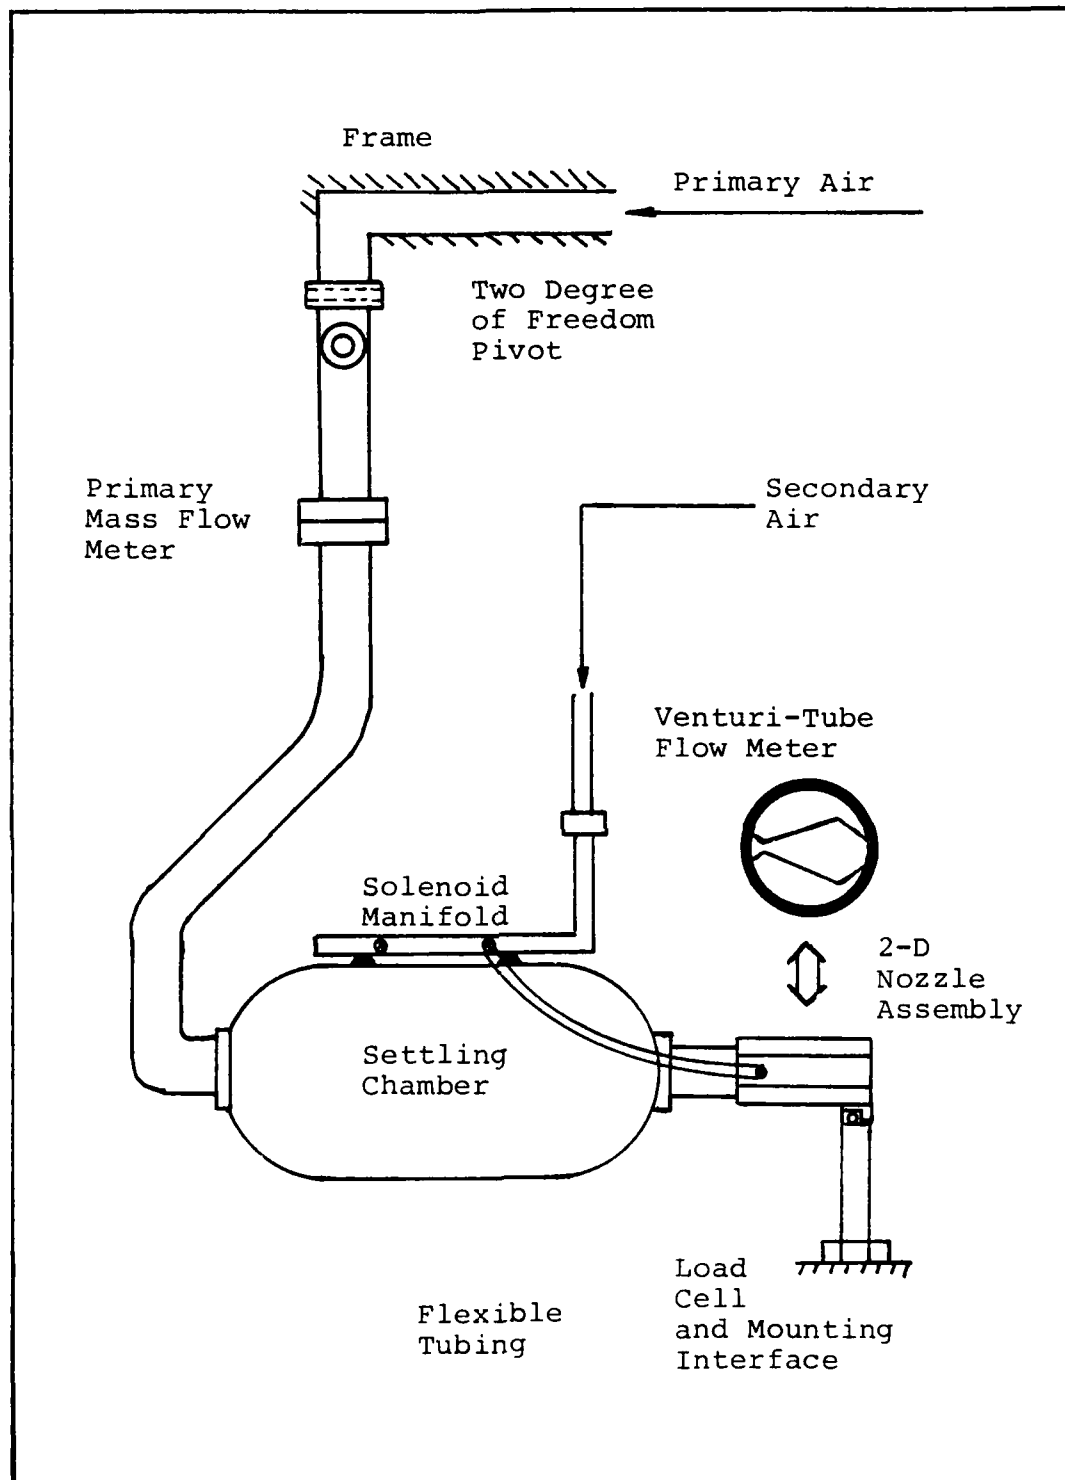 Frame
Primary Air
Two Degree
of Freedom
Pivot
Primary
Mass Flow
Meter
Secondary
Air
Venturi-Tube
Flow Meter
Solenoid
Manifold
2-D
Nozzle
Assembly
Settling
Chamber
Load
Cell
and Mounting
Interface
Flexible
Tubing